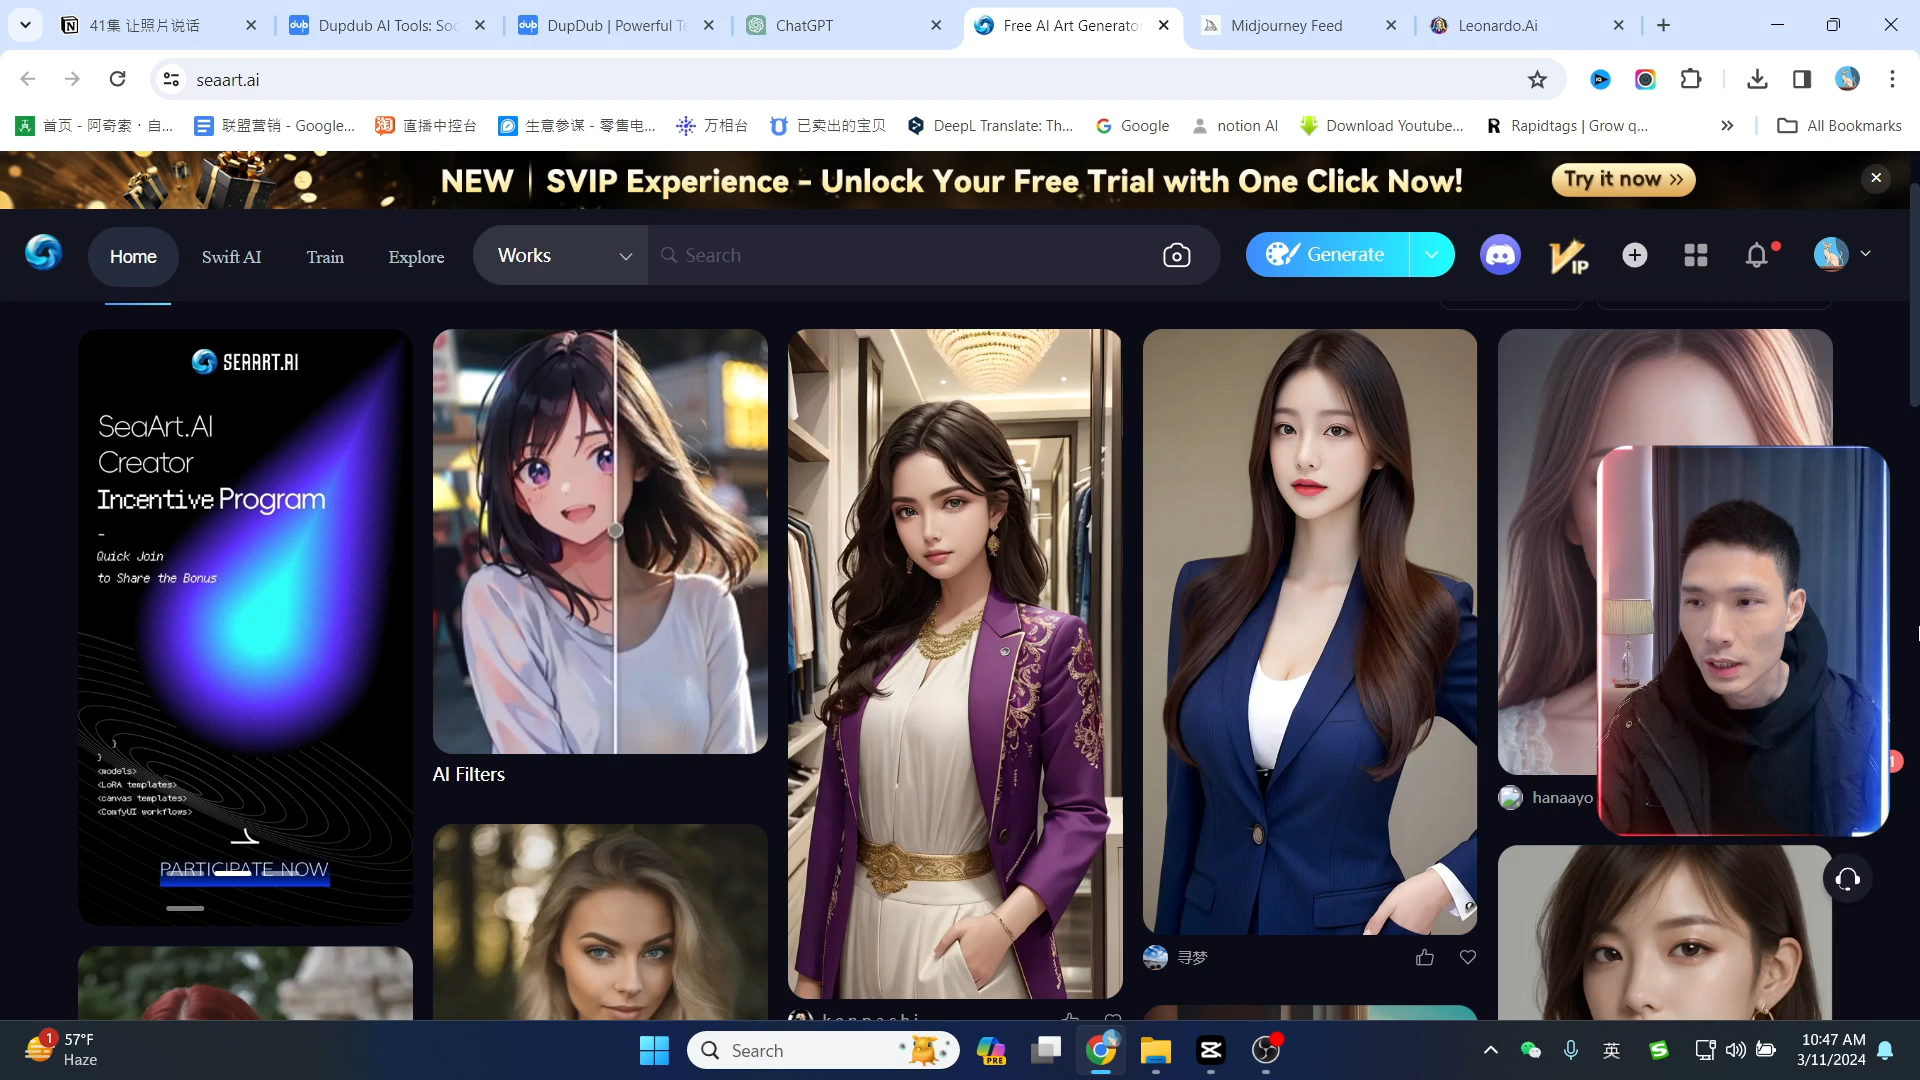 41集 让照片说话
Dupdub AI Tools: Soc
DupDub | Powerful Te
ChatGPT
Free AI Art Generator
Midjourney Feed
Leonardo.Ai
seaart.ai
首页 - 阿奇索 · 自...
联盟营销 - Google...
直播中控台
生意参谋 - 零售电...
万相台
已卖出的宝贝
DeepL Translate: Th...
Google
notion AI
Download Youtube...
Rapidtags | Grow q...
All Bookmarks
NEW | SVIP Experience - Unlock Your Free Trial with One Click Now!
Try it now >>
Home
Swift AI
Train
Explore
Works
Search
Generate
VIP
SEAART.AI
SeaArt.AI
Creator
Incentive Program
-
Quick Join
to Share the Bonus
}
}
<models>
<LoRA templates>
<canvas templates>
<ComfyUI workflows>
PARTICIPATE NOW
AI Filters
寻梦
hanaayo
1
57°F
Haze
1
Search
PRE
英
10:47 AM
3/11/2024